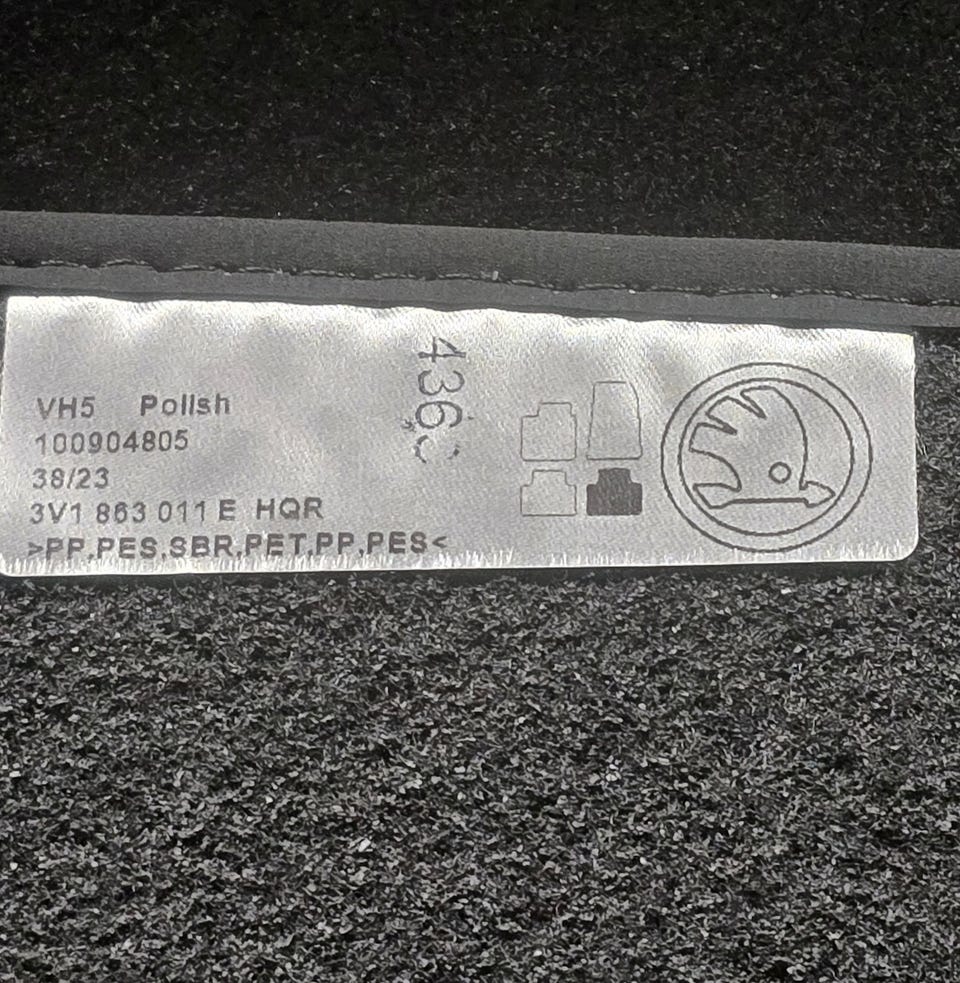 VH5 Polish
100904805
38/23
3V1 863 011 E HQR
>PP,PES,SBR,PET,PP,PES<
436